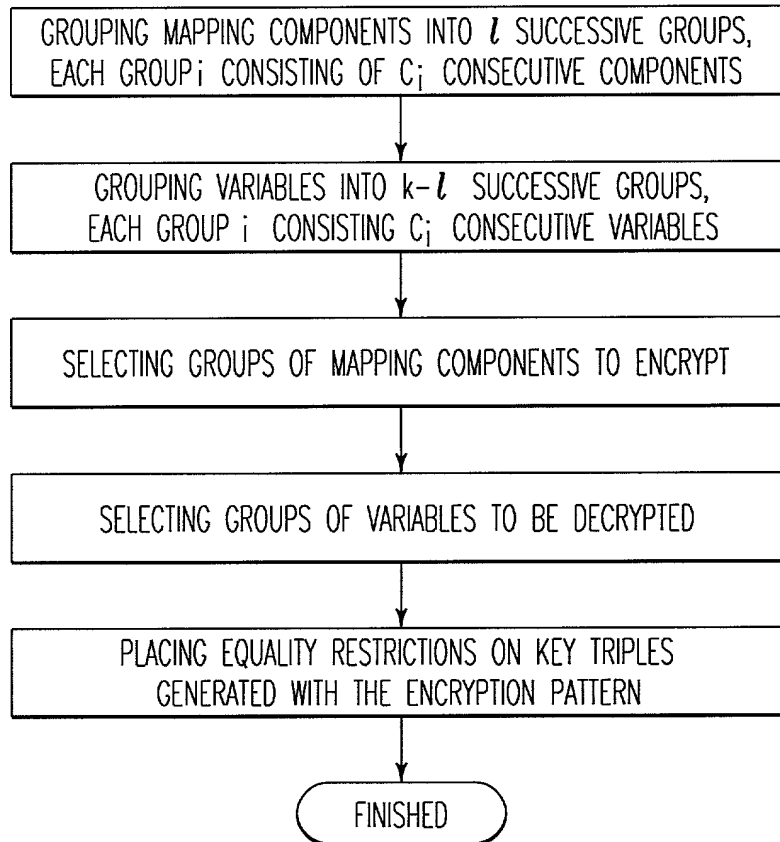 GROUPING MAPPING COMPONENTS INTO l SUCCESSIVE GROUPS,
EACH GROUP i CONSISTING OF Ci CONSECUTIVE COMPONENTS
GROUPING VARIABLES INTO k-l SUCCESSIVE GROUPS,
EACH GROUP i CONSISTING Ci CONSECUTIVE VARIABLES
SELECTING GROUPS OF MAPPING COMPONENTS TO ENCRYPT
SELECTING GROUPS OF VARIABLES TO BE DECRYPTED
PLACING EQUALITY RESTRICTIONS ON KEY TRIPLES
GENERATED WITH THE ENCRYPTION PATTERN
FINISHED